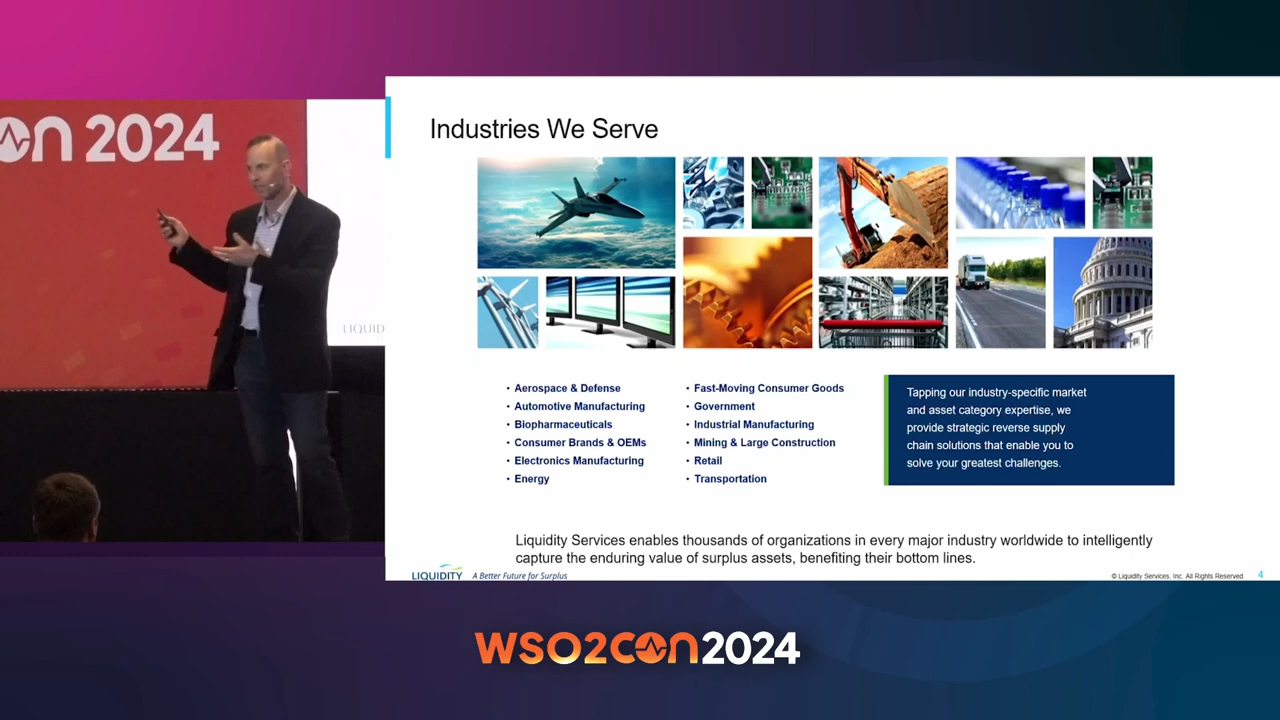 ON 2024
LIQUID
Industries We Serve
• Aerospace & Defense
• Automotive Manufacturing
• Biopharmaceuticals
• Consumer Brands & OEMs
• Electronics Manufacturing
• Energy
• Fast-Moving Consumer Goods
• Government
• Industrial Manufacturing
• Mining & Large Construction
• Retail
• Transportation
Tapping our industry-specific market
and asset category expertise, we
provide strategic reverse supply
chain solutions that enable you to
solve your greatest challenges.
Liquidity Services enables thousands of organizations in every major industry worldwide to intelligently
capture the enduring value of surplus assets, benefiting their bottom lines.
LIQUIDITY A Better Future for Surplus
© Liquidity Services, Inc. All Rights Reserved. 4
WSO2CON2024